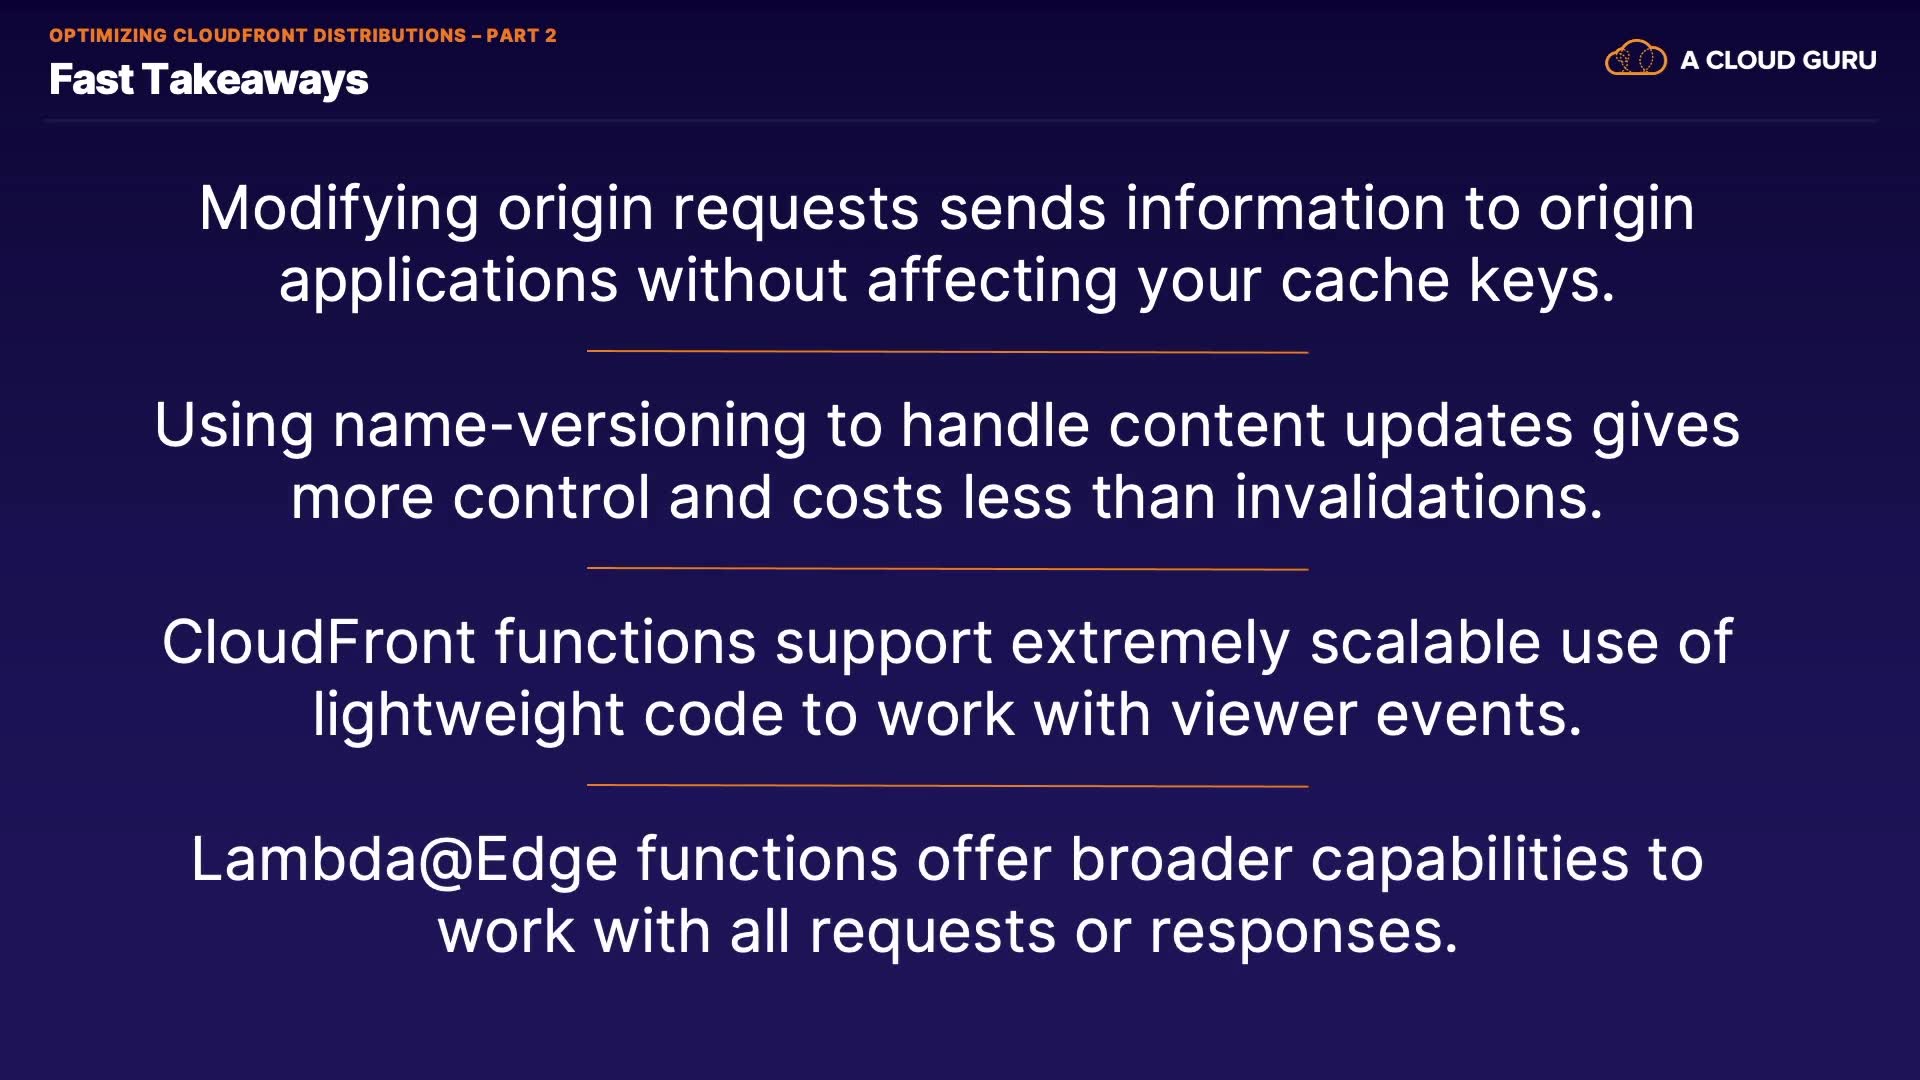 OPTIMIZING CLOUDFRONT DISTRIBUTIONS – PART 2
Fast Takeaways
A CLOUD GURU
Modifying origin requests sends information to origin
applications without affecting your cache keys.
Using name-versioning to handle content updates gives
more control and costs less than invalidations.
CloudFront functions support extremely scalable use of
lightweight code to work with viewer events.
Lambda@Edge functions offer broader capabilities to
work with all requests or responses.